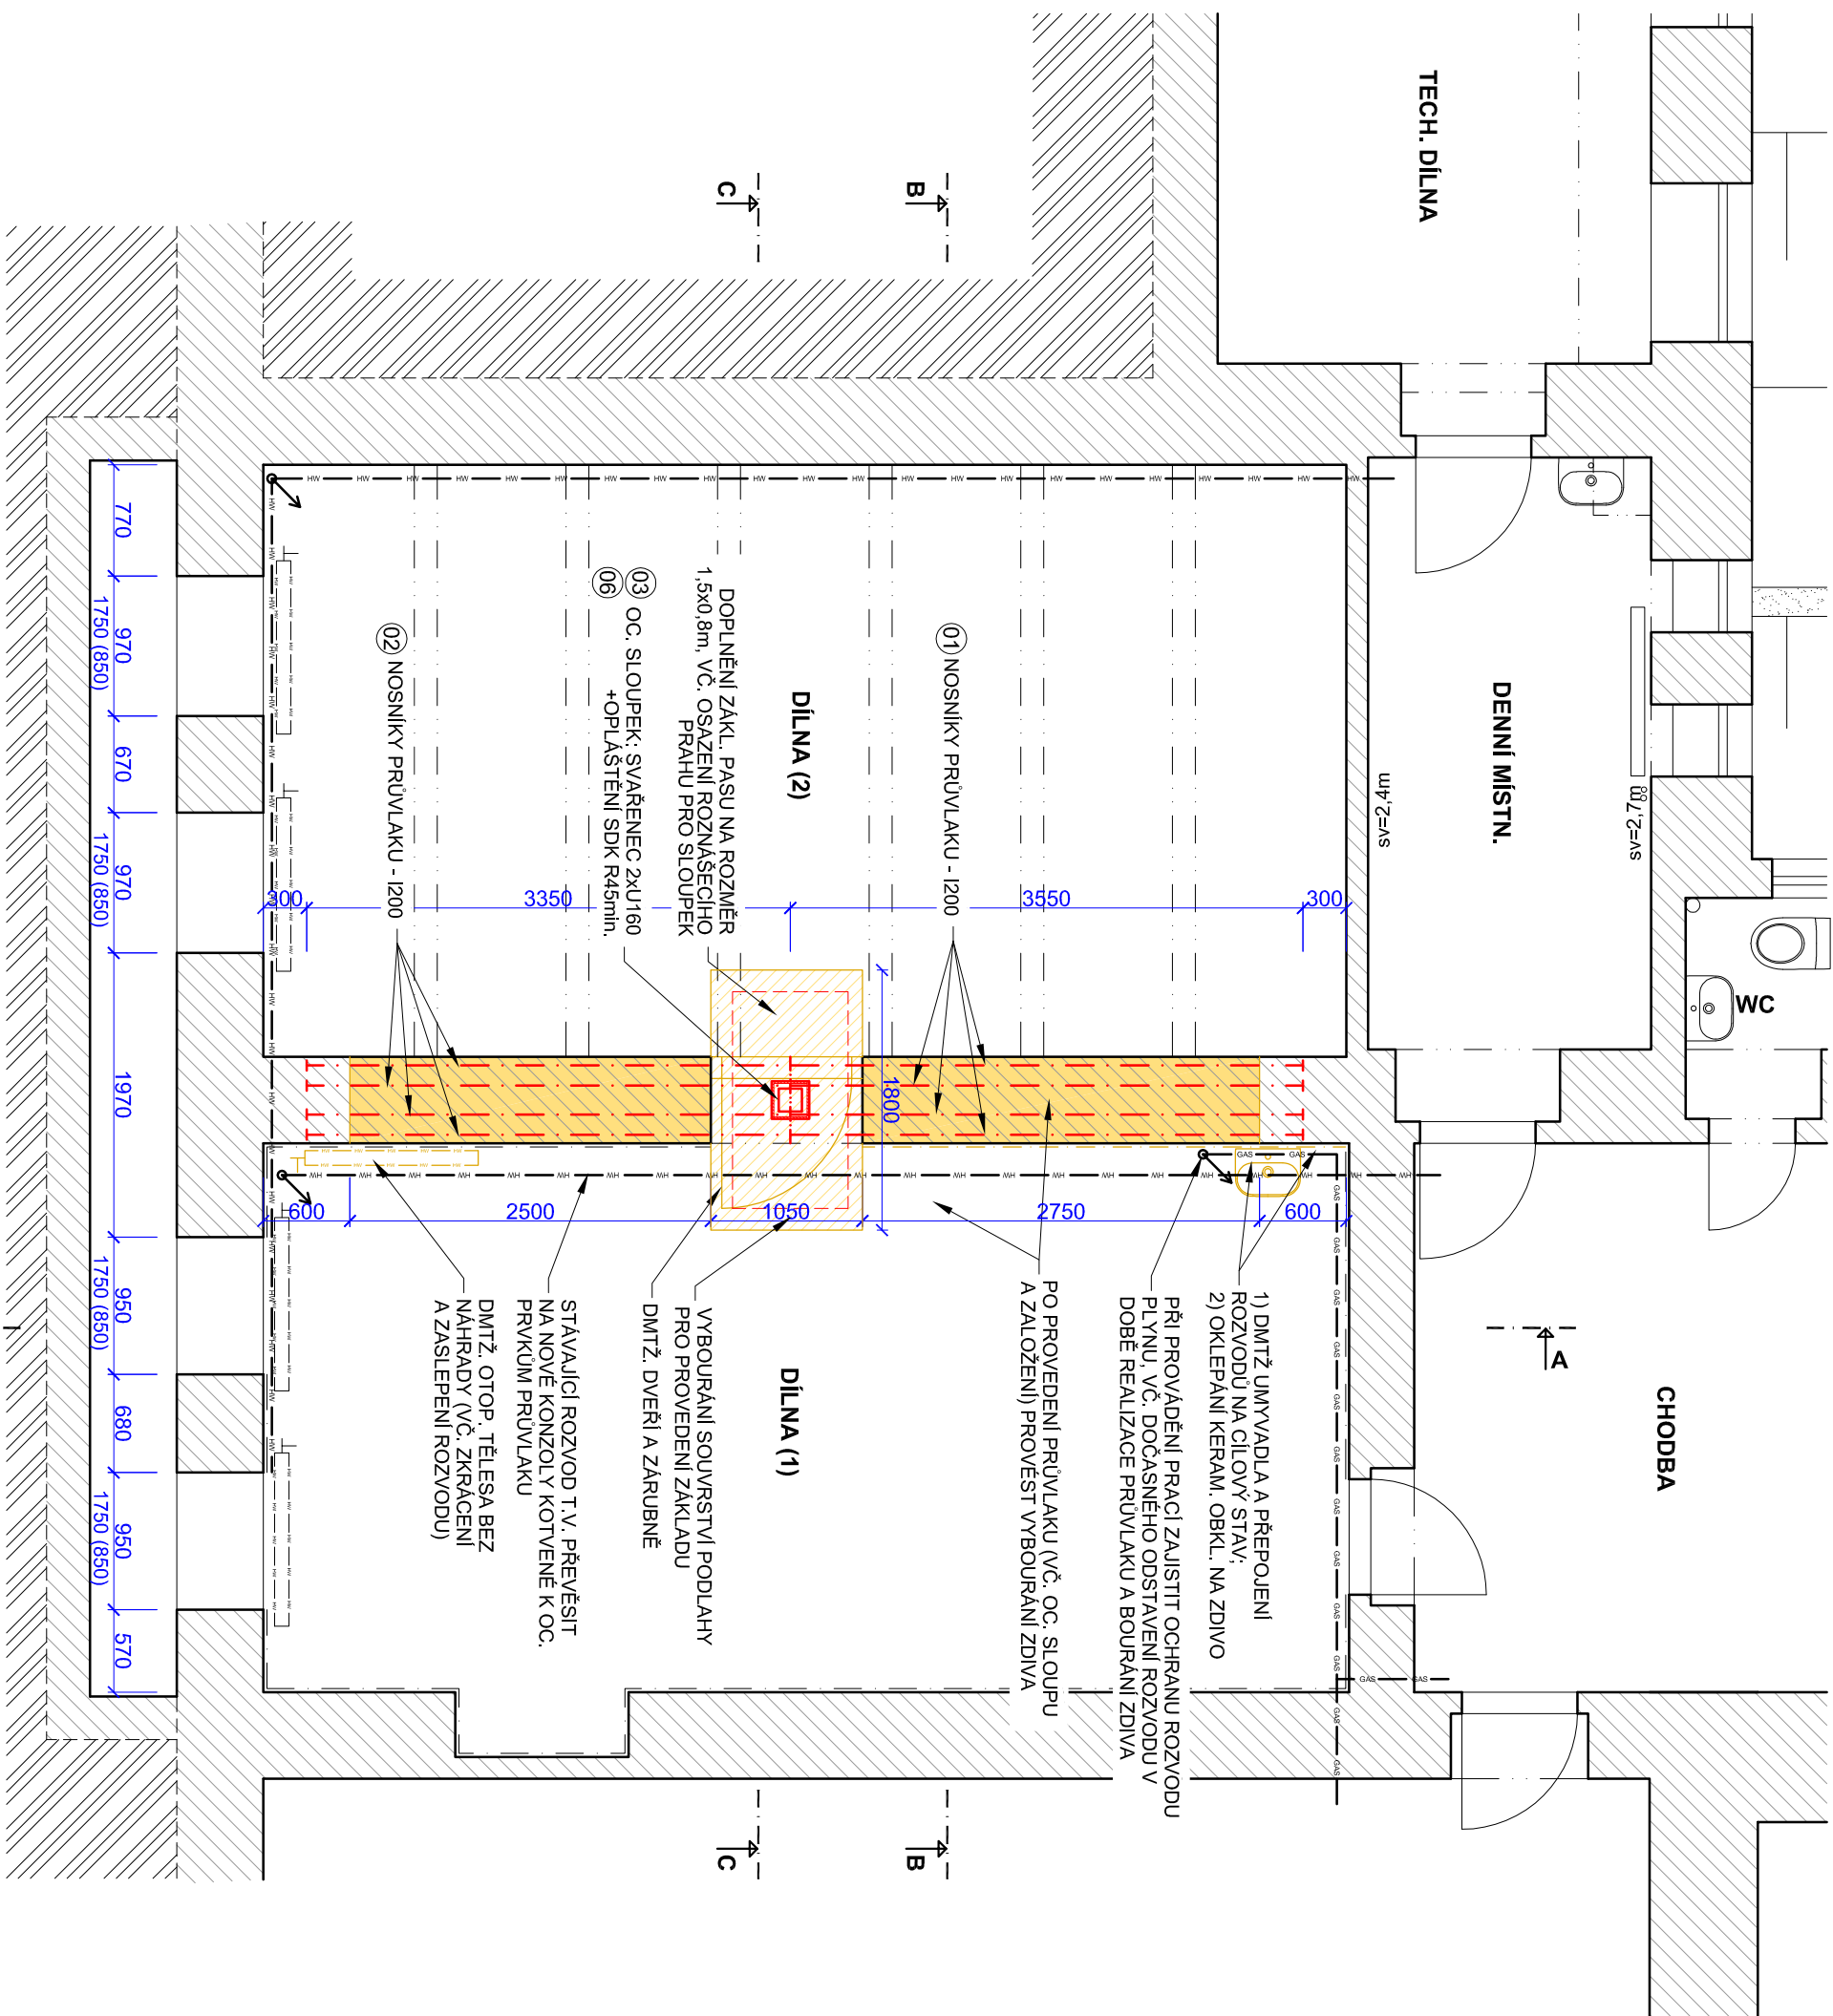 TECH. DÍLNA
DENNÍ MÍSTN.
sv=2,7m
sv=2,4m
WC
CHODBA
A
B
C
B
C
DÍLNA (2)
DÍLNA (1)
01 NOSNÍKY PRŮVLAKU - I200
DOPLNĚNÍ ZÁKL. PASU NA ROZMĚR
1,5x0,8m, VČ. OSAZENÍ ROZNÁŠECÍHO
PRAHU PRO SLOUPEK
03 OC. SLOUPEK: SVAŘENEC 2xU160
06 +OPLÁŠTĚNÍ SDK R45min.
02 NOSNÍKY PRŮVLAKU - I200
1) DMTŽ UMYVADLA A PŘEPOJENÍ
ROZVODŮ NA CÍLOVÝ STAV;
2) OKLEPÁNÍ KERAM. OBKL. NA ZDIVO
PŘI PROVÁDĚNÍ PRACÍ ZAJISTIT OCHRANU ROZVODU
PLYNU, VČ. DOČASNÉHO ODSTAVENÍ ROZVODU V
DOBĚ REALIZACE PRŮVLAKU A BOURÁNÍ ZDIVA
PO PROVEDENÍ PRŮVLAKU (VČ. OC. SLOUPU
A ZALOŽENÍ) PROVÉST VYBOURÁNÍ ZDIVA
VYBOURÁNÍ SOUVRSTVÍ PODLAHY
PRO PROVEDENÍ ZÁKLADU
DMTŽ. DVEŘÍ A ZÁRUBNĚ
STÁVAJÍCÍ ROZVOD T.V. PŘEVĚSIT
NA NOVÉ KONZOLY KOTVENÉ K OC.
PRVKŮM PRŮVLAKU
DMTŽ. OTOP. TĚLESA BEZ
NÁHRADY (VČ. ZKRÁCENÍ
A ZASLEPENÍ ROZVODU)
300
3350
3550
300
1800
600
2500
1050
2750
600
770
970
1750 (850)
670
970
1750 (850)
1970
950
1750 (850)
680
950
1750 (850)
570
HW
GAS